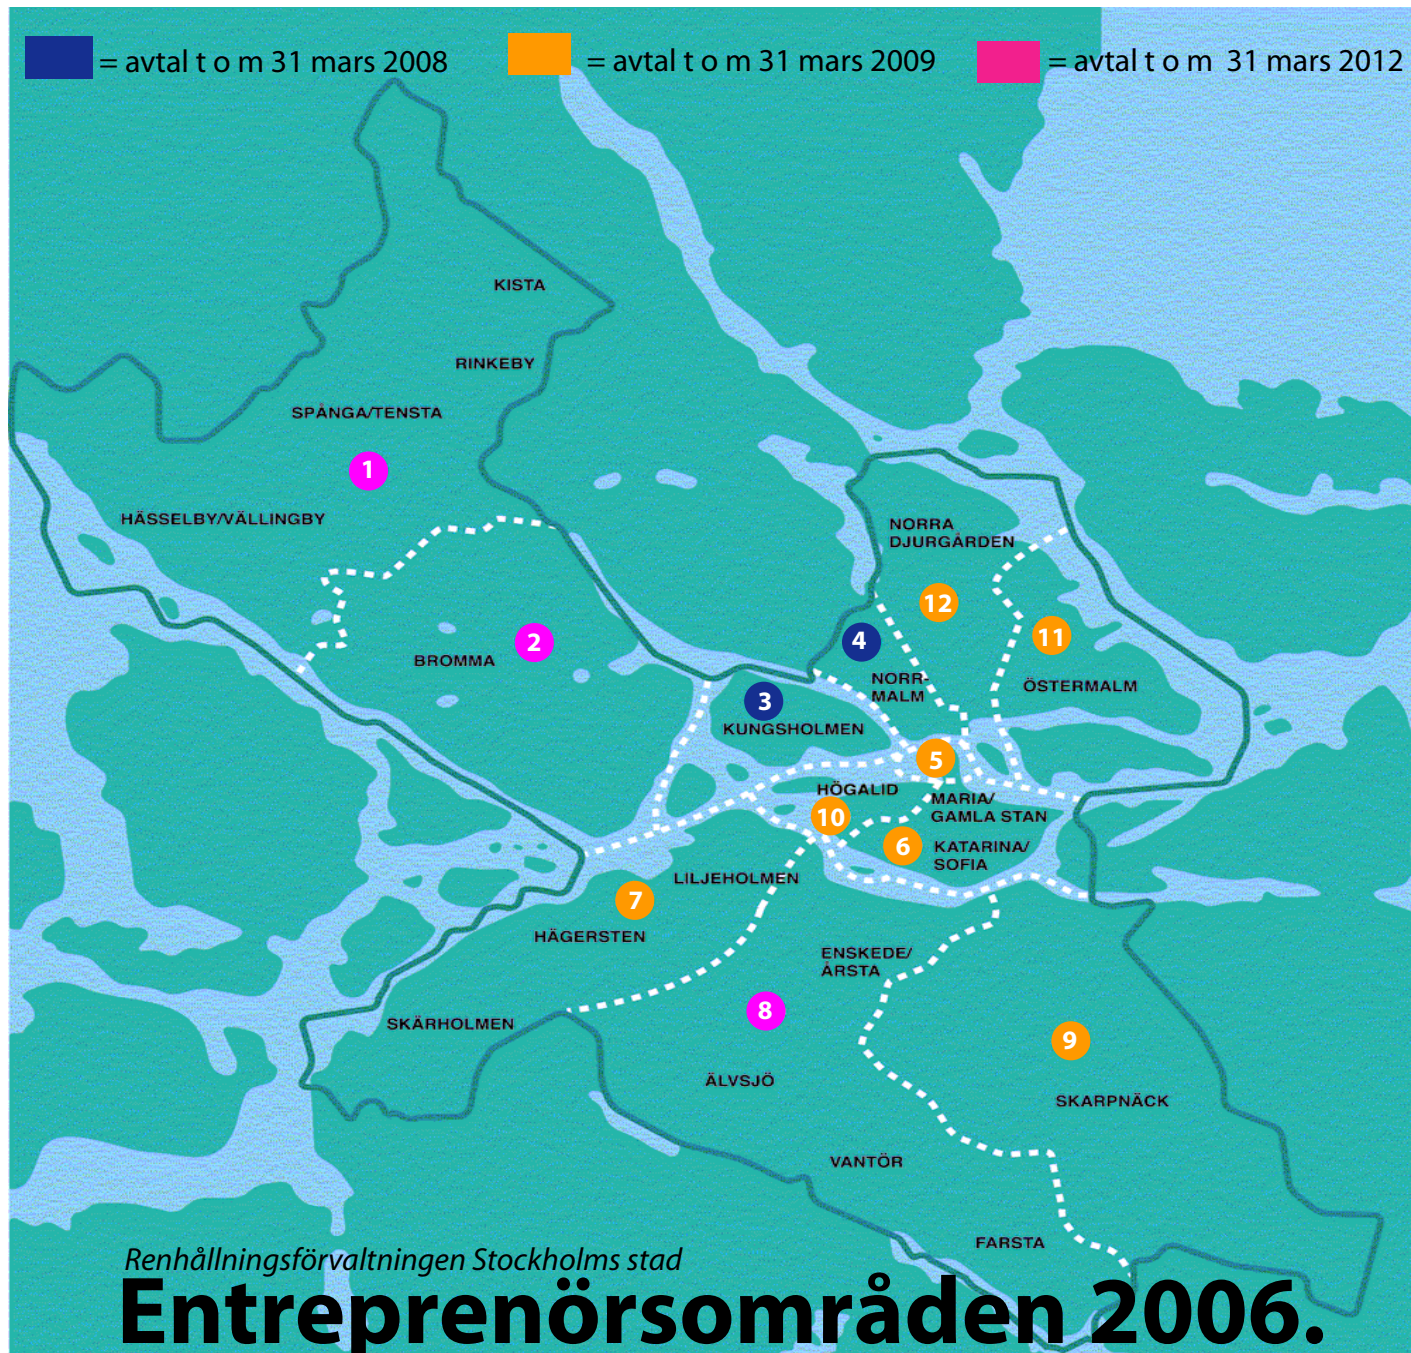 = avtal t o m 31 mars 2008
= avtal t o m 31 mars 2009
= avtal t o m 31 mars 2012
KISTA
RINKEBY
SPÅNGA/TENSTA
1
HÄSSELBY/VÄLLINGBY
NORRA
DJURGÅRDEN
12
11
2
4
BROMMA
NORR-
MALM
ÖSTERMALM
3
KUNGSHOLMEN
5
HÖGALID
MARIA/
GAMLA STAN
10
6
KATARINA/
SOFIA
LILJEHOLMEN
7
HÄGERSTEN
ENSKEDE/
ÅRSTA
8
SKÄRHOLMEN
9
ÄLVSJÖ
SKARPNÄCK
VANTÖR
FARSTA
Renhållningsförvaltningen Stockholms stad
Entreprenörsområden 2006.